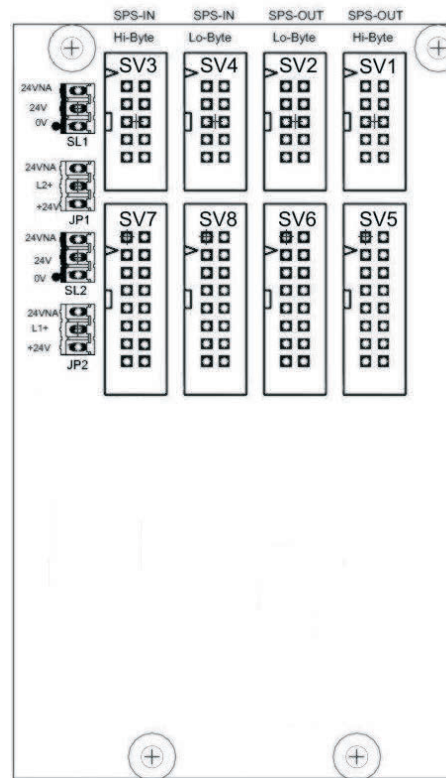 SPS-IN SPS-IN SPS-OUT SPS-OUT
Hi-Byte Lo-Byte Lo-Byte Hi-Byte
SV3 SV4 SV2 SV1
24VNA
24V
0V
SL1
24VNA
L2+
+24V
JP1
SV7 SV8 SV6 SV5
24VNA
24V
0V
SL2
24VNA
L1+
+24V
JP2